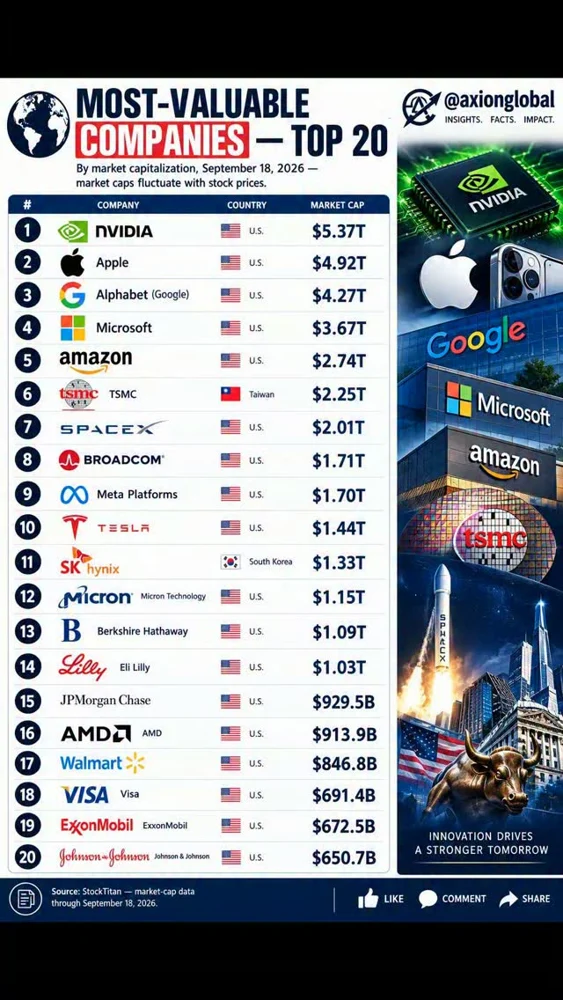 MOST-VALUABLE
COMPANIES — TOP 20
By market capitalization, September 18, 2026 —
market caps fluctuate with stock prices.
@axionglobal
INSIGHTS. FACTS. IMPACT.
# COMPANY COUNTRY MARKET CAP
1 NVIDIA U.S. $5.37T
2 Apple U.S. $4.92T
3 Alphabet (Google) U.S. $4.27T
4 Microsoft U.S. $3.67T
5 amazon U.S. $2.74T
6 tsmc TSMC Taiwan $2.25T
7 SPACEX U.S. $2.01T
8 BROADCOM U.S. $1.71T
9 Meta Platforms U.S. $1.70T
10 TESLA U.S. $1.44T
11 SK hynix South Korea $1.33T
12 Micron Micron Technology U.S. $1.15T
13 B Berkshire Hathaway U.S. $1.09T
14 Lilly Eli Lilly U.S. $1.03T
15 JPMorgan Chase U.S. $929.5B
16 AMD AMD U.S. $913.9B
17 Walmart U.S. $846.8B
18 VISA Visa U.S. $691.4B
19 ExxonMobil ExxonMobil U.S. $672.5B
20 Johnson & Johnson Johnson & Johnson U.S. $650.7B
NVIDIA
Google
Microsoft
amazon
tsmc
SPACEX
INNOVATION DRIVES
A STRONGER TOMORROW
Source: StockTitan — market-cap data
through September 18, 2026.
LIKE COMMENT SHARE